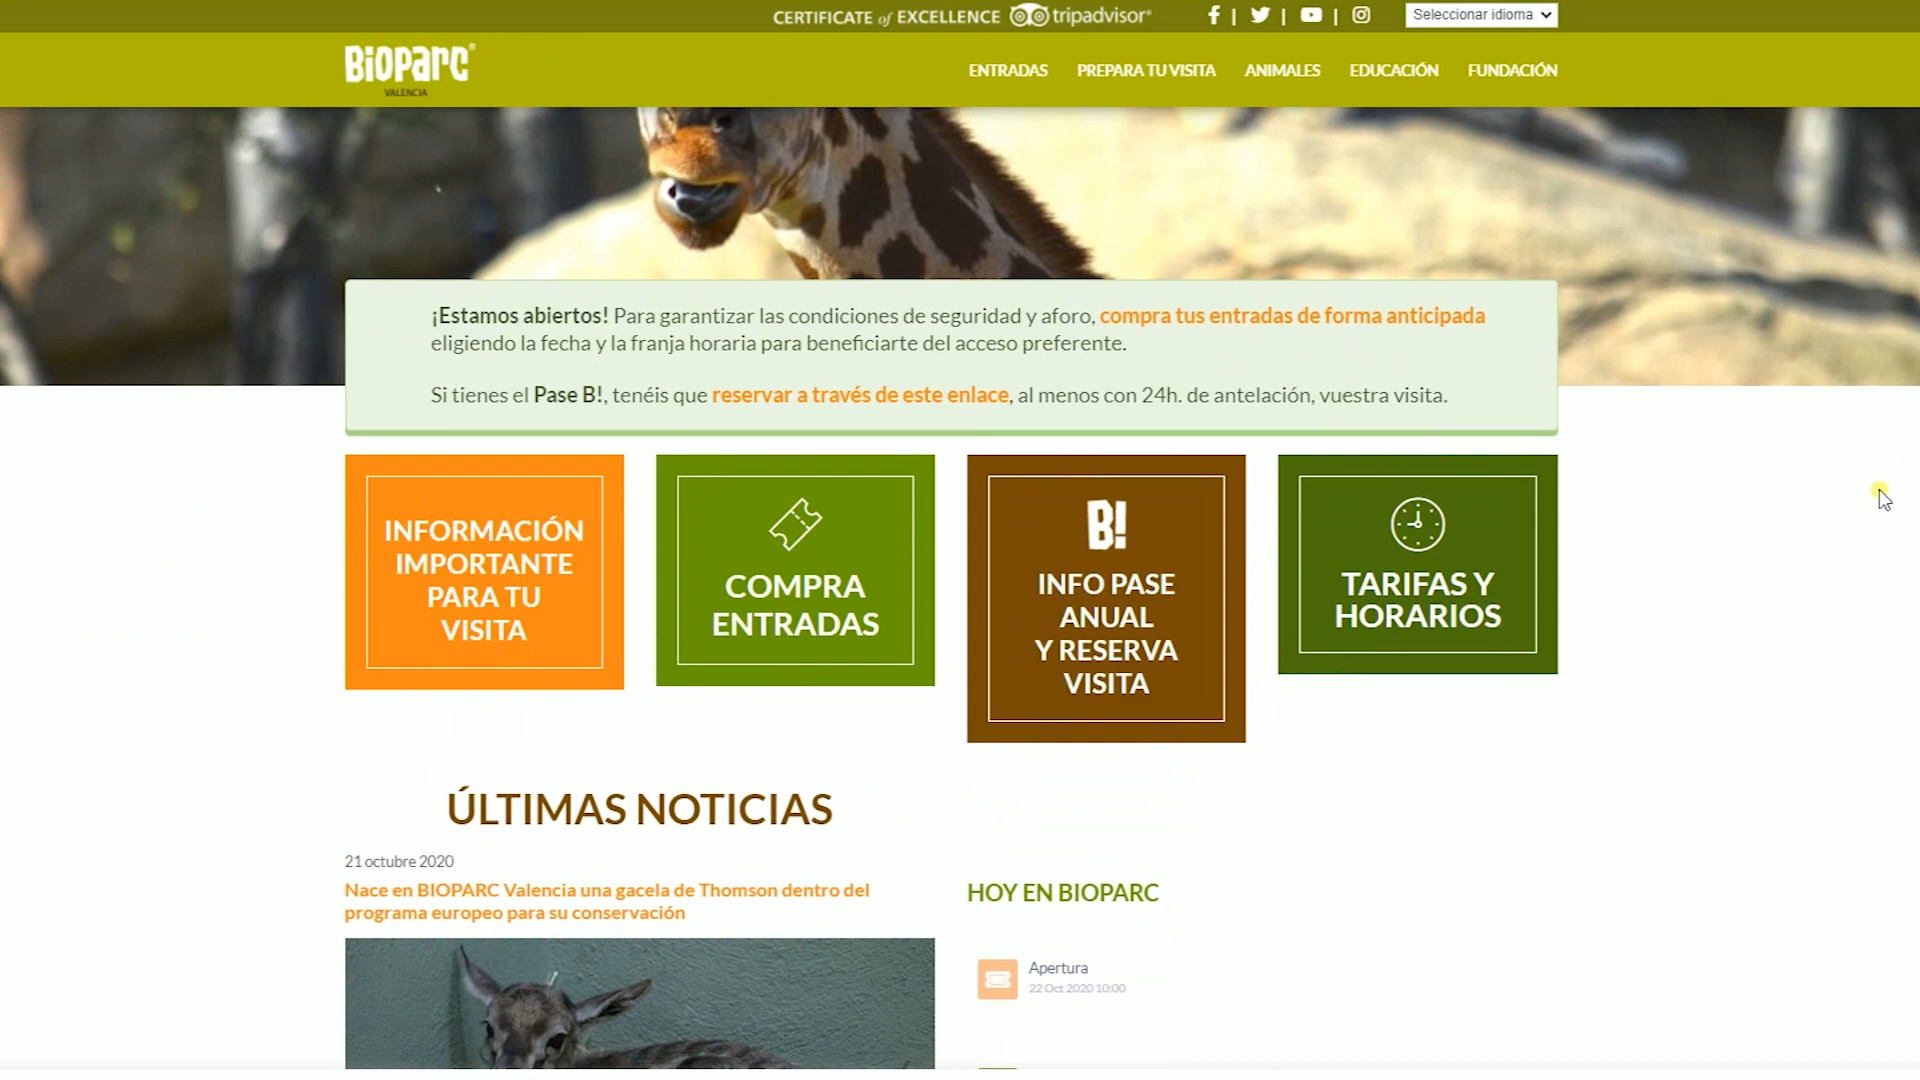 CERTIFICATE of EXCELLENCE tripadvisor®
Seleccionar idioma
BIOPARC
VALENCIA
ENTRADAS PREPARA TU VISITA ANIMALES EDUCACIÓN FUNDACIÓN
¡Estamos abiertos! Para garantizar las condiciones de seguridad y aforo, compra tus entradas de forma anticipada
eligiendo la fecha y la franja horaria para beneficiarte del acceso preferente.
Si tienes el Pase B!, tenéis que reservar a través de este enlace, al menos con 24h. de antelación, vuestra visita.
INFORMACIÓN
IMPORTANTE
PARA TU
VISITA
COMPRA
ENTRADAS
B!
INFO PASE
ANUAL
Y RESERVA
VISITA
TARIFAS Y
HORARIOS
ÚLTIMAS NOTICIAS
21 octubre 2020
Nace en BIOPARC Valencia una gacela de Thomson dentro del
programa europeo para su conservación
HOY EN BIOPARC
Apertura
22 Oct 2020 10:00